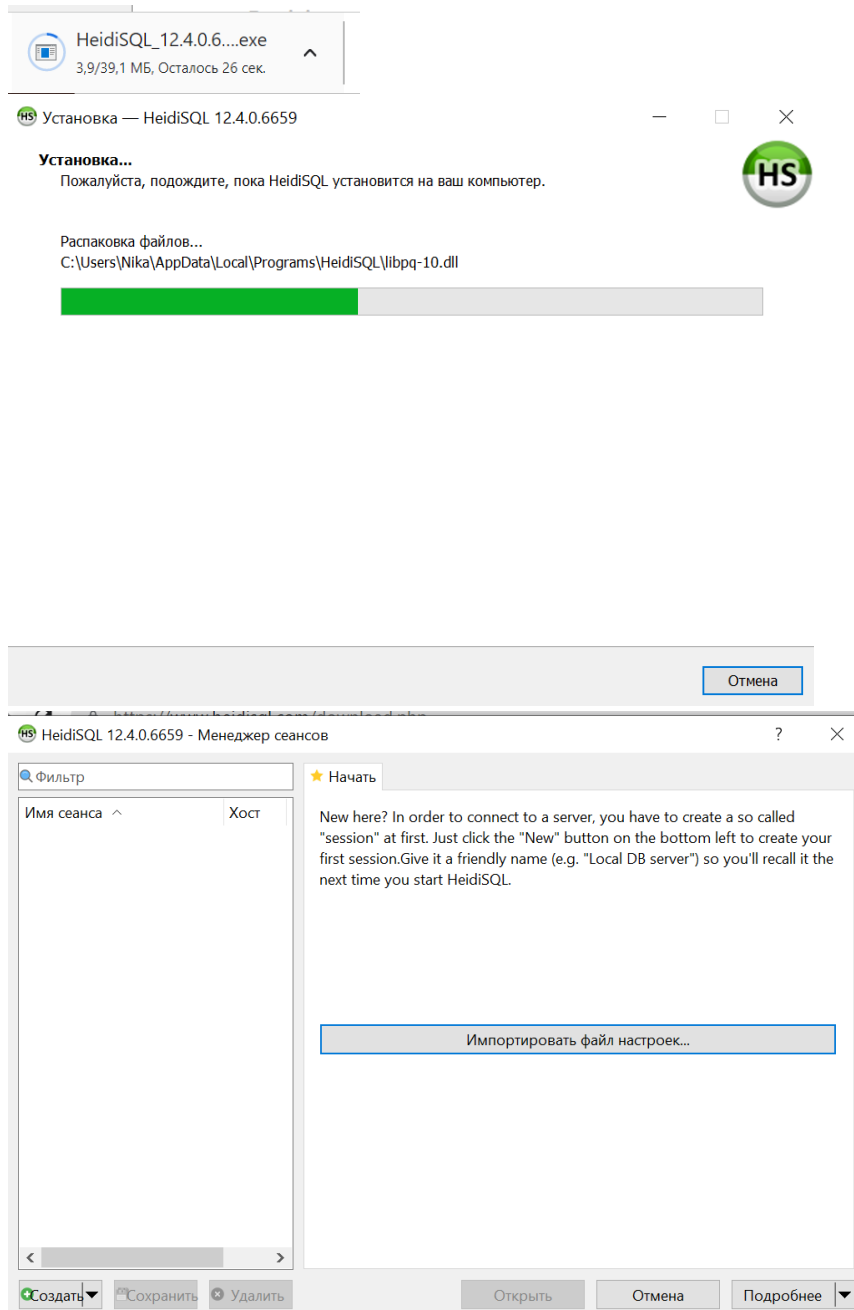 HeidiSQL_12.4.0.6....exe
3,9/39,1 МБ, Осталось 26 сек.
HS Установка — HeidiSQL 12.4.0.6659
Установка...
Пожалуйста, подождите, пока HeidiSQL установится на ваш компьютер.
HS
Распаковка файлов...
C:\Users\Nika\AppData\Local\Programs\HeidiSQL\libpq-10.dll
Отмена
HS HeidiSQL 12.4.0.6659 - Менеджер сеансов ?
Фильтр
Начать
Имя сеанса Хост
New here? In order to connect to a server, you have to create a so called
"session" at first. Just click the "New" button on the bottom left to create your
first session.Give it a friendly name (e.g. "Local DB server") so you'll recall it the
next time you start HeidiSQL.
Импортировать файл настроек...
Создать Сохранить Удалить Открыть Отмена Подробнее